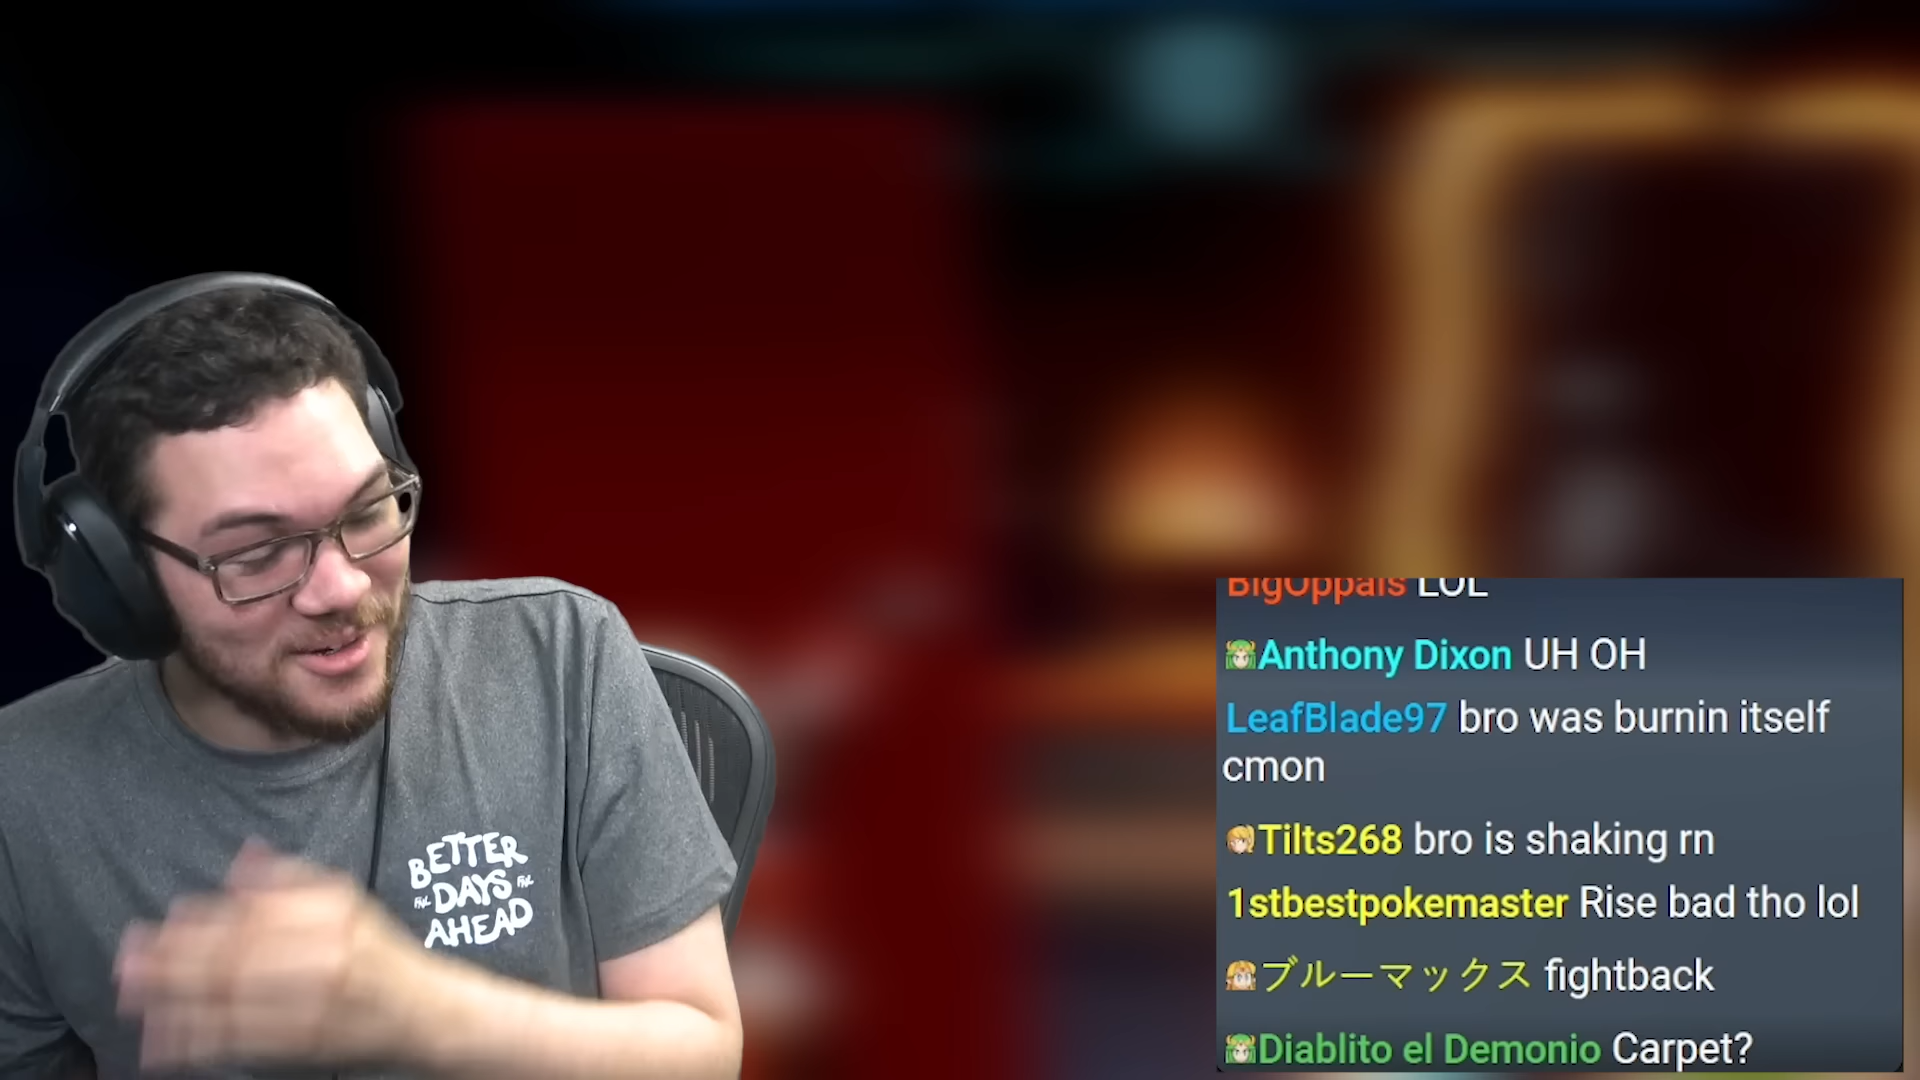 BETTER
DAYS
AHEAD
BigOppais LOL
Anthony Dixon UH OH
LeafBlade97 bro was burnin itself
cmon
Tilts268 bro is shaking rn
1stbestpokemaster Rise bad tho lol
ブルーマックス fightback
Diablito el Demonio Carpet?